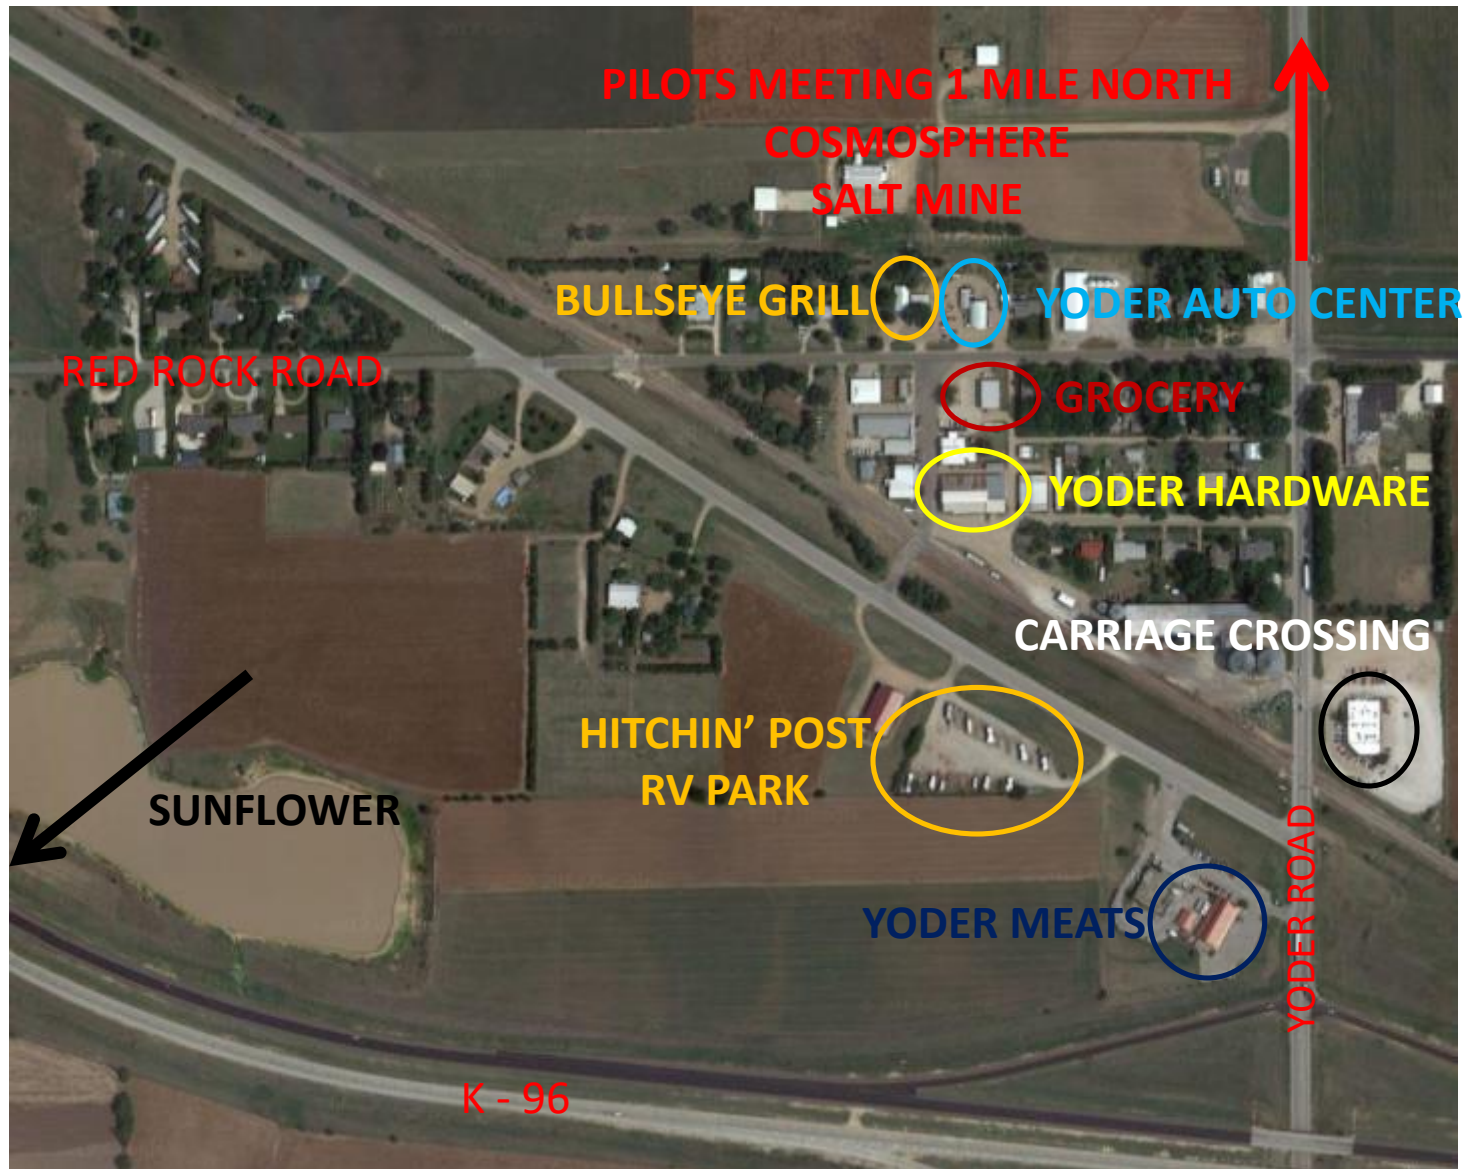 PILOTS MEETING 1 MILE NORTH
COSMOSPHERE
SALT MINE
BULLSEYE GRILL
YODER AUTO CENTER
RED ROCK ROAD
GROCERY
YODER HARDWARE
CARRIAGE CROSSING
HITCHIN’ POST
RV PARK
SUNFLOWER
YODER ROAD
YODER MEATS
K - 96